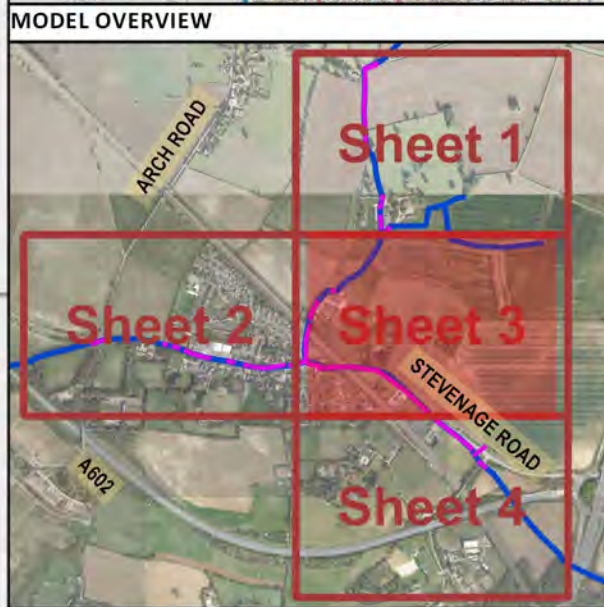 MODEL OVERVIEW
ARCH ROAD
Sheet 1
Sheet 2
Sheet 3
STEVENAGE ROAD
A602
Sheet 4